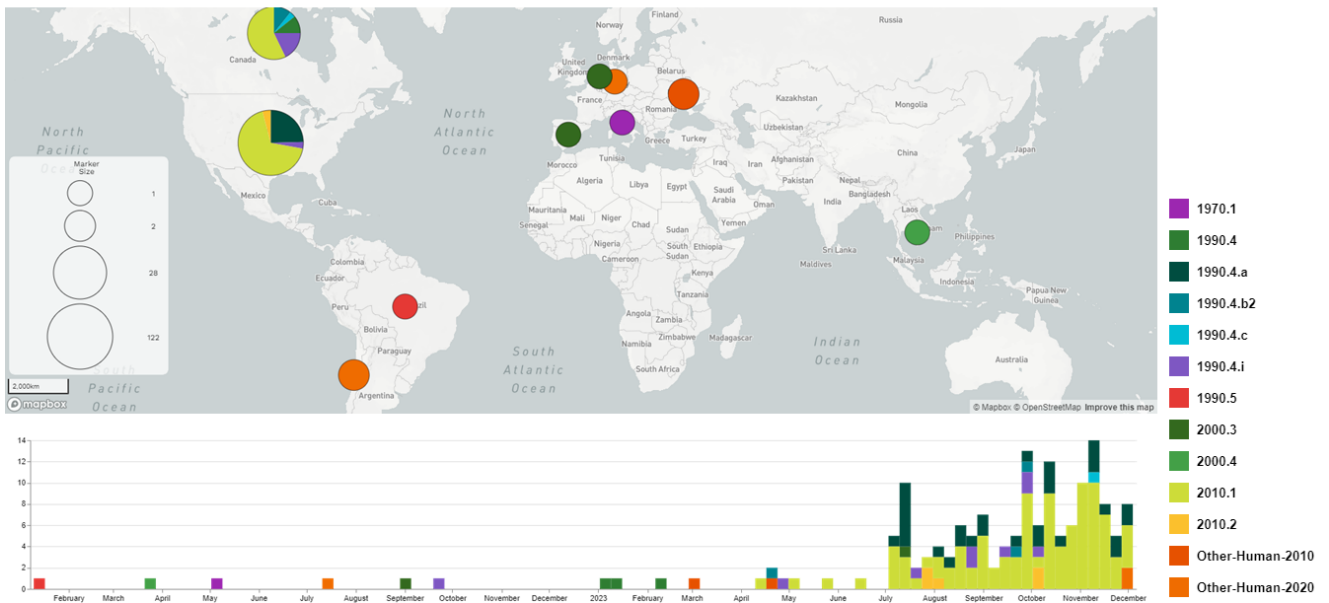 Finland
Russia
Norway
Canada
United Kingdom
Denmark
Belarus
France
Romania
Kazakhstan
Mongolia
North Pacific Ocean
North Atlantic Ocean
Uzbekistan
Greece
Turkey
China
Japan
Marker Size
1
2
28
122
Morocco
Tunisia
Iraq
Iran
Afghanistan
Pakistan
Nepal
Bangladesh
Mexico
Cuba
Algeria
Libya
Egypt
Saudi Arabia
Oman
India
Laos
Mauritania
Mali
Niger
Chad
Sudan
Yemen
Philippines
Senegal
Nigeria
South Sudan
Ethiopia
Sri Lanka
Cameroon
Maldives
Malaysia
Colombia
Ecuador
Kenya
Indonesia
Papua New Guinea
Peru
zil
Tanzania
Bolivia
Angola
Zambia
Zimbabwe
Madagascar
Namibia
Paraguay
South Atlantic Ocean
Indian Ocean
Australia
South Africa
South Pacific Ocean
Argentina
2,000km
mapbox
© Mapbox © OpenStreetMap Improve this map
1970.1
1990.4
1990.4.a
1990.4.b2
1990.4.c
1990.4.i
1990.5
2000.3
2000.4
2010.1
2010.2
Other-Human-2010
Other-Human-2020
14
12
10
8
6
4
2
0
February March April May June July August September October November December 2023 February March April May June July August September October November December